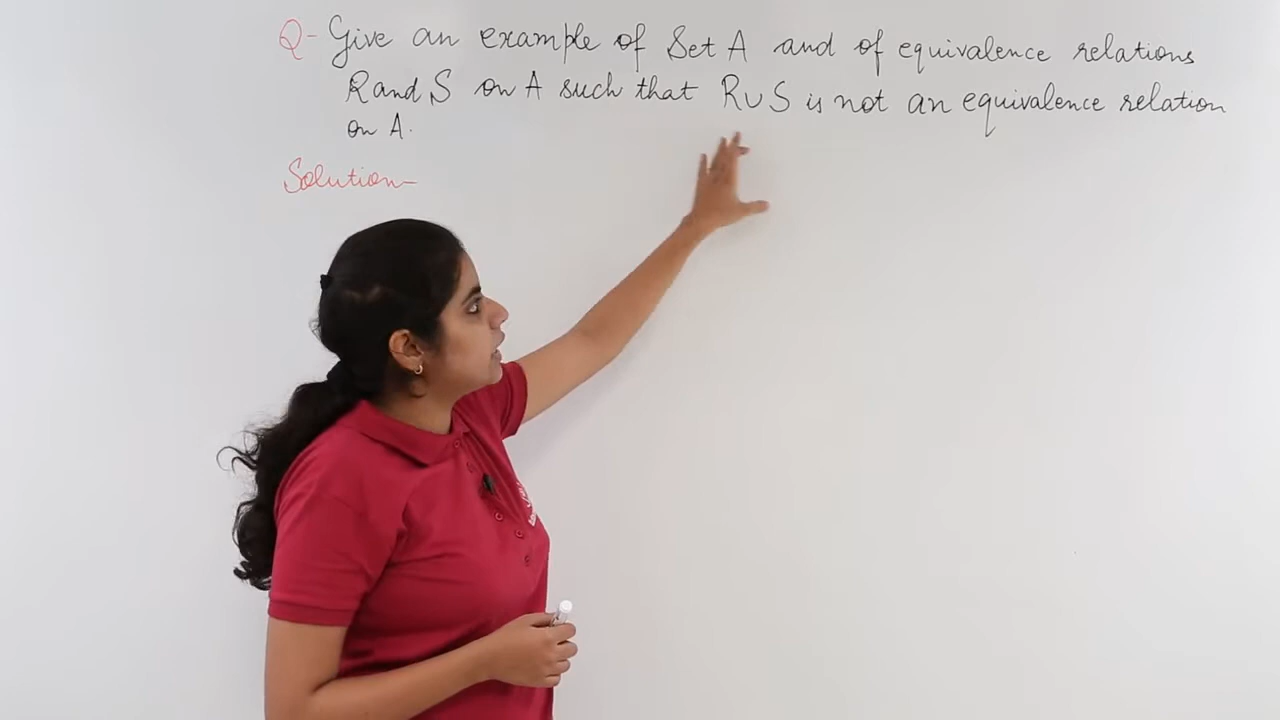 Q- Give an example of Set A and of equivalence relations
R and S on A such that R∪S is not an equivalence relation
on A.
Solution-